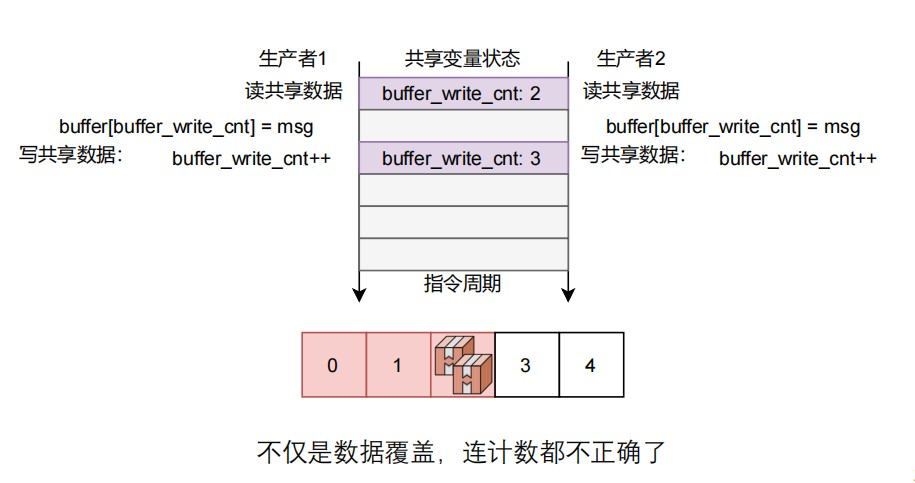 生产者1 共享变量状态 生产者2
读共享数据 buffer_write_cnt: 2 读共享数据
buffer[buffer_write_cnt] = msg buffer[buffer_write_cnt] = msg
写共享数据： buffer_write_cnt++ buffer_write_cnt: 3 写共享数据： buffer_write_cnt++
指令周期
0 1 3 4
不仅是数据覆盖，连计数都不正确了